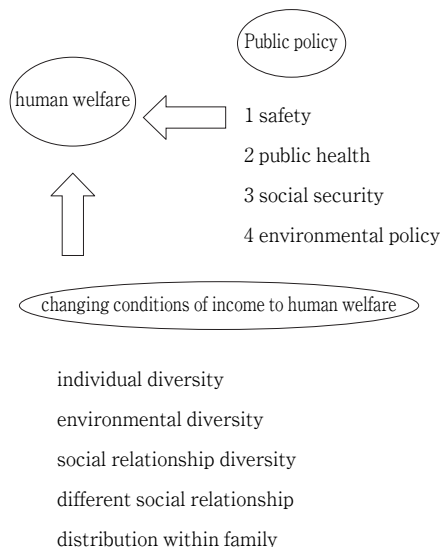 Public policy
human welfare
1 safety
2 public health
3 social security
4 environmental policy
changing conditions of income to human welfare
individual diversity
environmental diversity
social relationship diversity
different social relationship
distribution within family